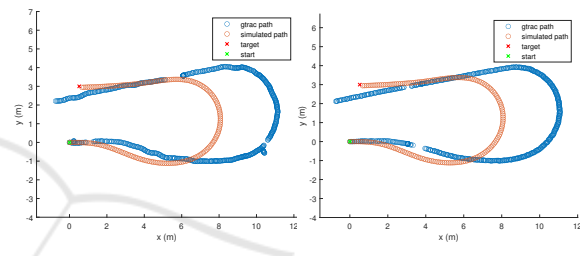 7
6
5
4
3
2
1
0
-1
-2
-3
-4
y (m)
0 2 4 6 8 10 12
x (m)
gtrac path
simulated path
target
start
6
5
4
3
2
1
0
-1
-2
-3
-4
y (m)
0 2 4 6 8 10 12
x (m)
gtrac path
simulated path
target
start